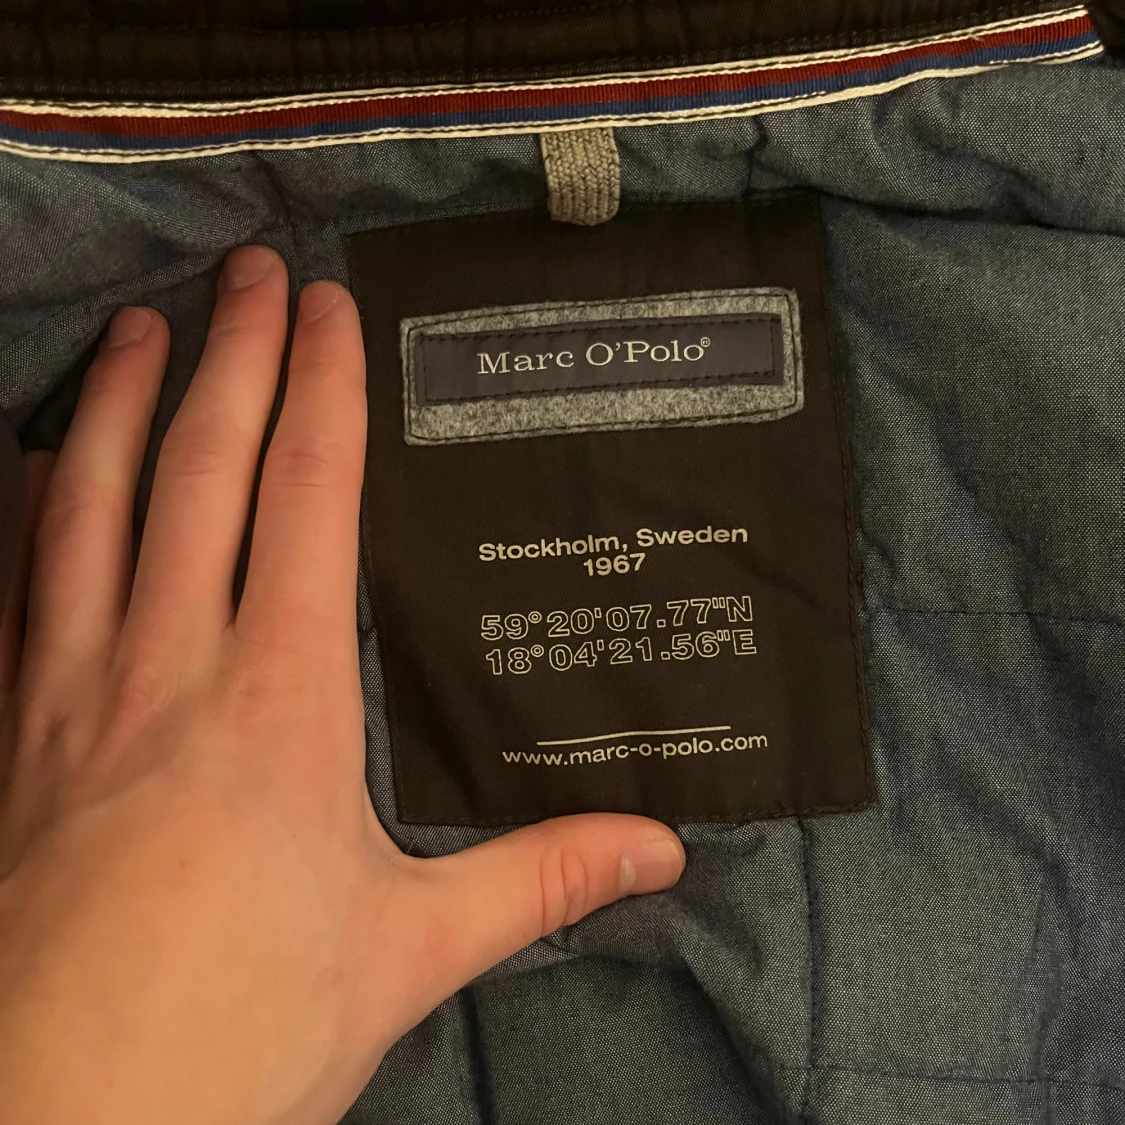 Marc O'Polo®
Stockholm, Sweden
1967
59°20'07.77"N
18°04'21.56"E
www.marc-o-polo.com